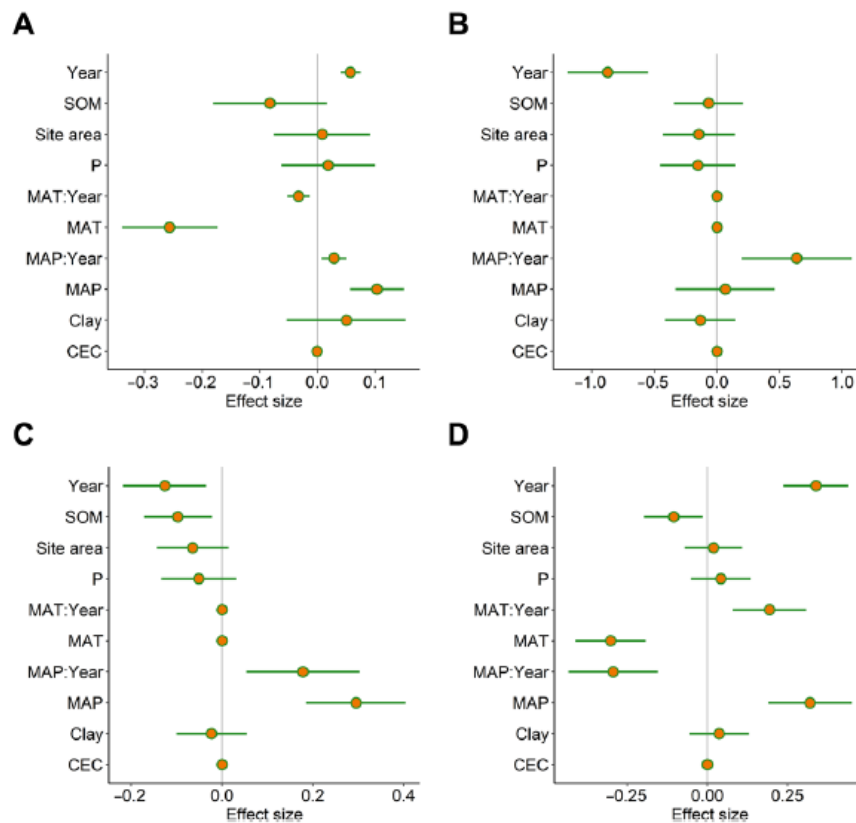 A
Year
SOM
Site area
P
MAT:Year
MAT
MAP:Year
MAP
Clay
CEC
−0.3 −0.2 −0.1 0.0 0.1
Effect size
B
Year
SOM
Site area
P
MAT:Year
MAT
MAP:Year
MAP
Clay
CEC
−1.0 −0.5 0.0 0.5 1.0
Effect size
C
Year
SOM
Site area
P
MAT:Year
MAT
MAP:Year
MAP
Clay
CEC
−0.2 0.0 0.2 0.4
Effect size
D
Year
SOM
Site area
P
MAT:Year
MAT
MAP:Year
MAP
Clay
CEC
−0.25 0.00 0.25
Effect size